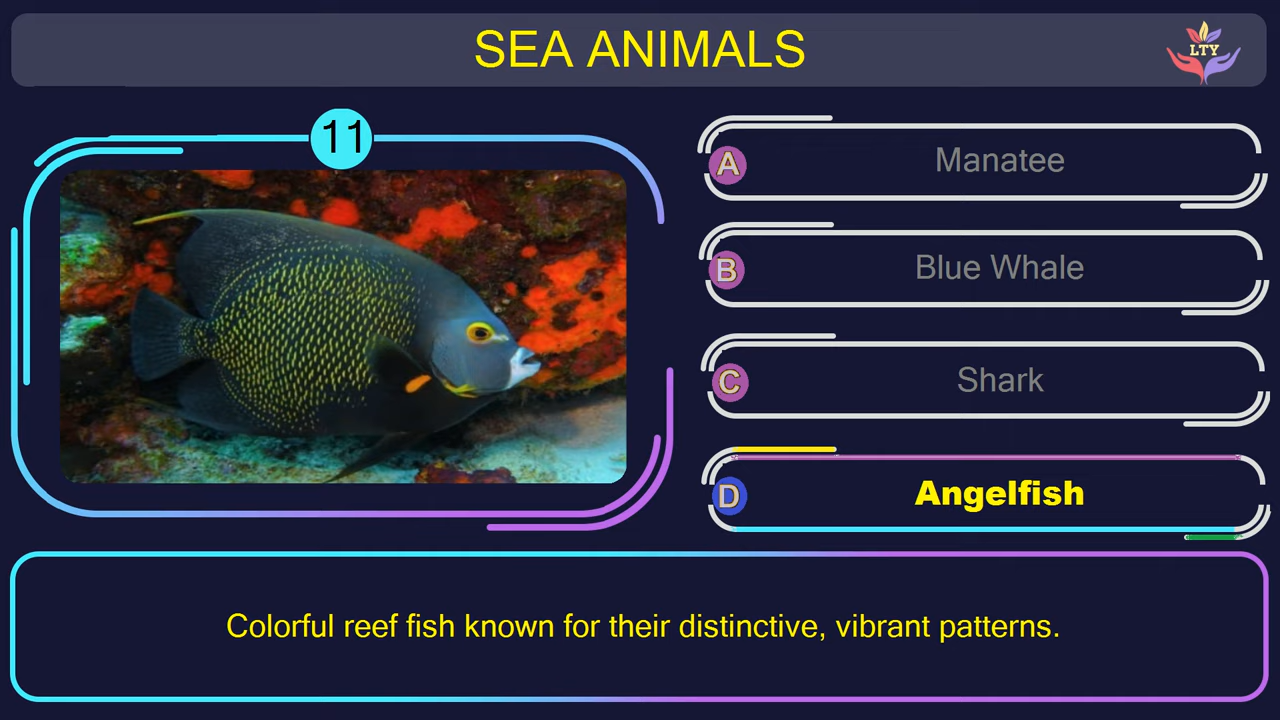 SEA ANIMALS
LTY
11
A Manatee
B Blue Whale
C Shark
D Angelfish
Colorful reef fish known for their distinctive, vibrant patterns.